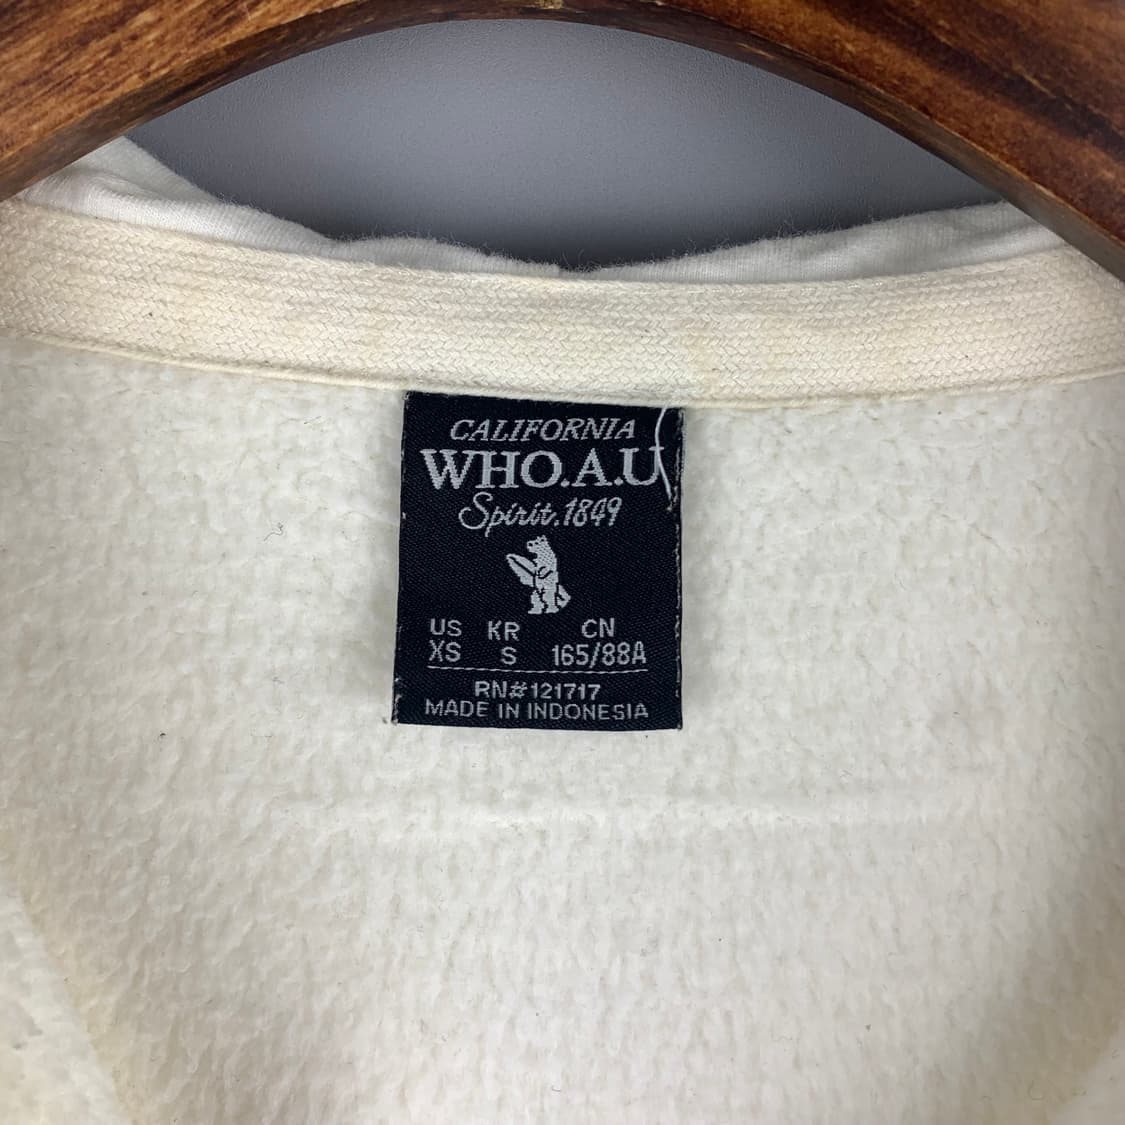 CALIFORNIA
WHO.A.U
Spirit.1849
US KR CN
XS S 165/88A
RN#121717
MADE IN INDONESIA